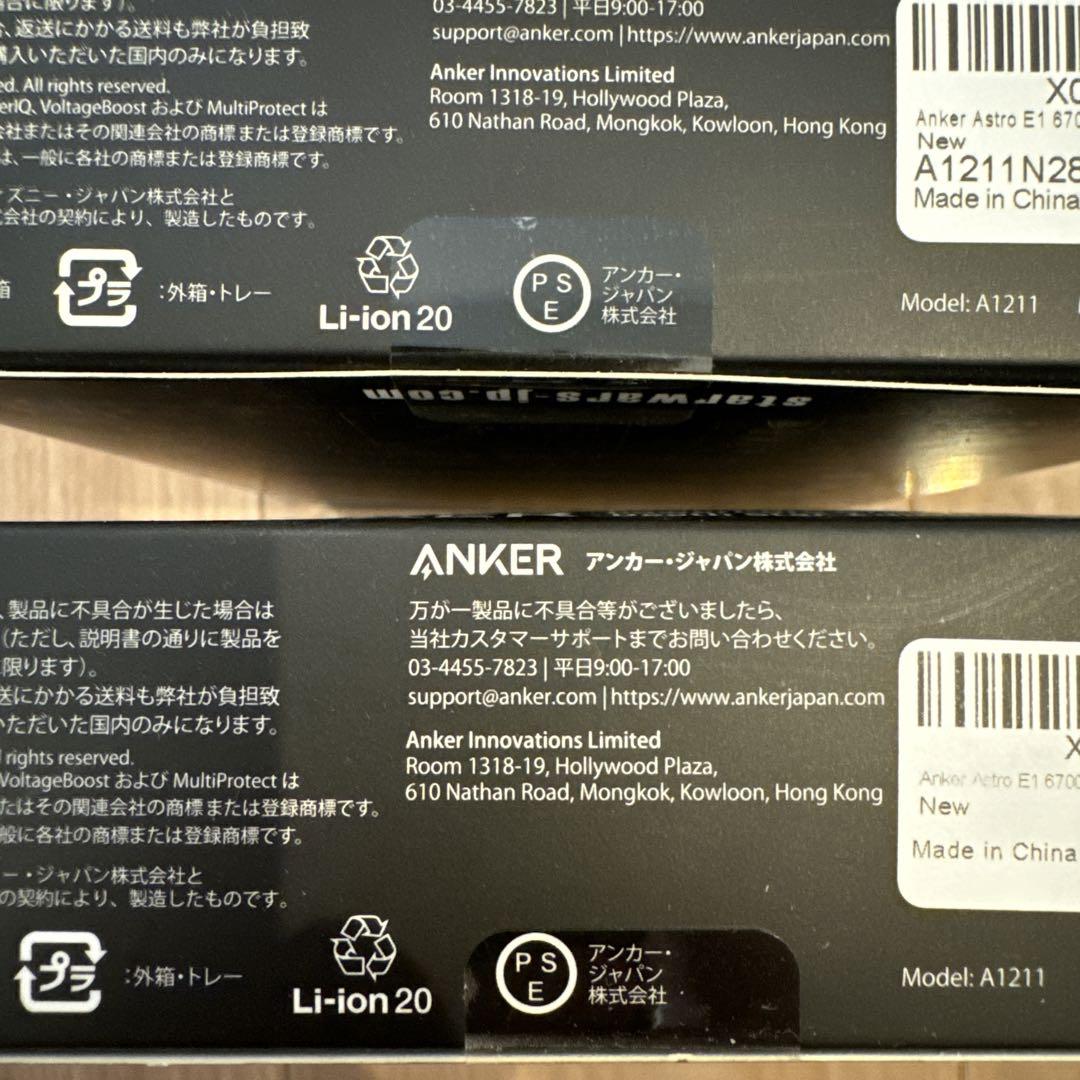 合に限ります)。
、返送にかかる送料も弊社が負担致
購入いただいた国内のみになります。
ed. All rights reserved.
erIQ、VoltageBoost および MultiProtect は
会社またはその関連会社の商標または登録商標です。
は、一般に各社の商標または登録商標です。
ィズニー・ジャパン株式会社と
式会社の契約により、製造したものです。
箱
プラ
:外箱・トレー
Li-ion 20
03-4455-7823 | 平日9:00-17:00
support@anker.com | https://www.ankerjapan.com
Anker Innovations Limited
Room 1318-19, Hollywood Plaza,
610 Nathan Road, Mongkok, Kowloon, Hong Kong
PSE
アンカー・
ジャパン
株式会社
X0
Anker Astro E1 670
New
A1211N28
Made in China
Model: A1211
starwars-jp.com
、製品に不具合が生じた場合は
(ただし、説明書の通りに製品を
限ります)。
送にかかる送料も弊社が負担致
いただいた国内のみになります。
l rights reserved.
VoltageBoost および MultiProtect は
たはその関連会社の商標または登録商標です。
般に各社の商標または登録商標です。
ー・ジャパン株式会社と
の契約により、製造したものです。
プラ
:外箱・トレー
Li-ion 20
ANKER アンカー・ジャパン株式会社
万が一製品に不具合等がございましたら、
当社カスタマーサポートまでお問い合わせください。
03-4455-7823 | 平日9:00-17:00
support@anker.com | https://www.ankerjapan.com
Anker Innovations Limited
Room 1318-19, Hollywood Plaza,
610 Nathan Road, Mongkok, Kowloon, Hong Kong
PSE
アンカー・
ジャパン
株式会社
X
Anker Astro E1 6700
New
Made in China
Model: A1211